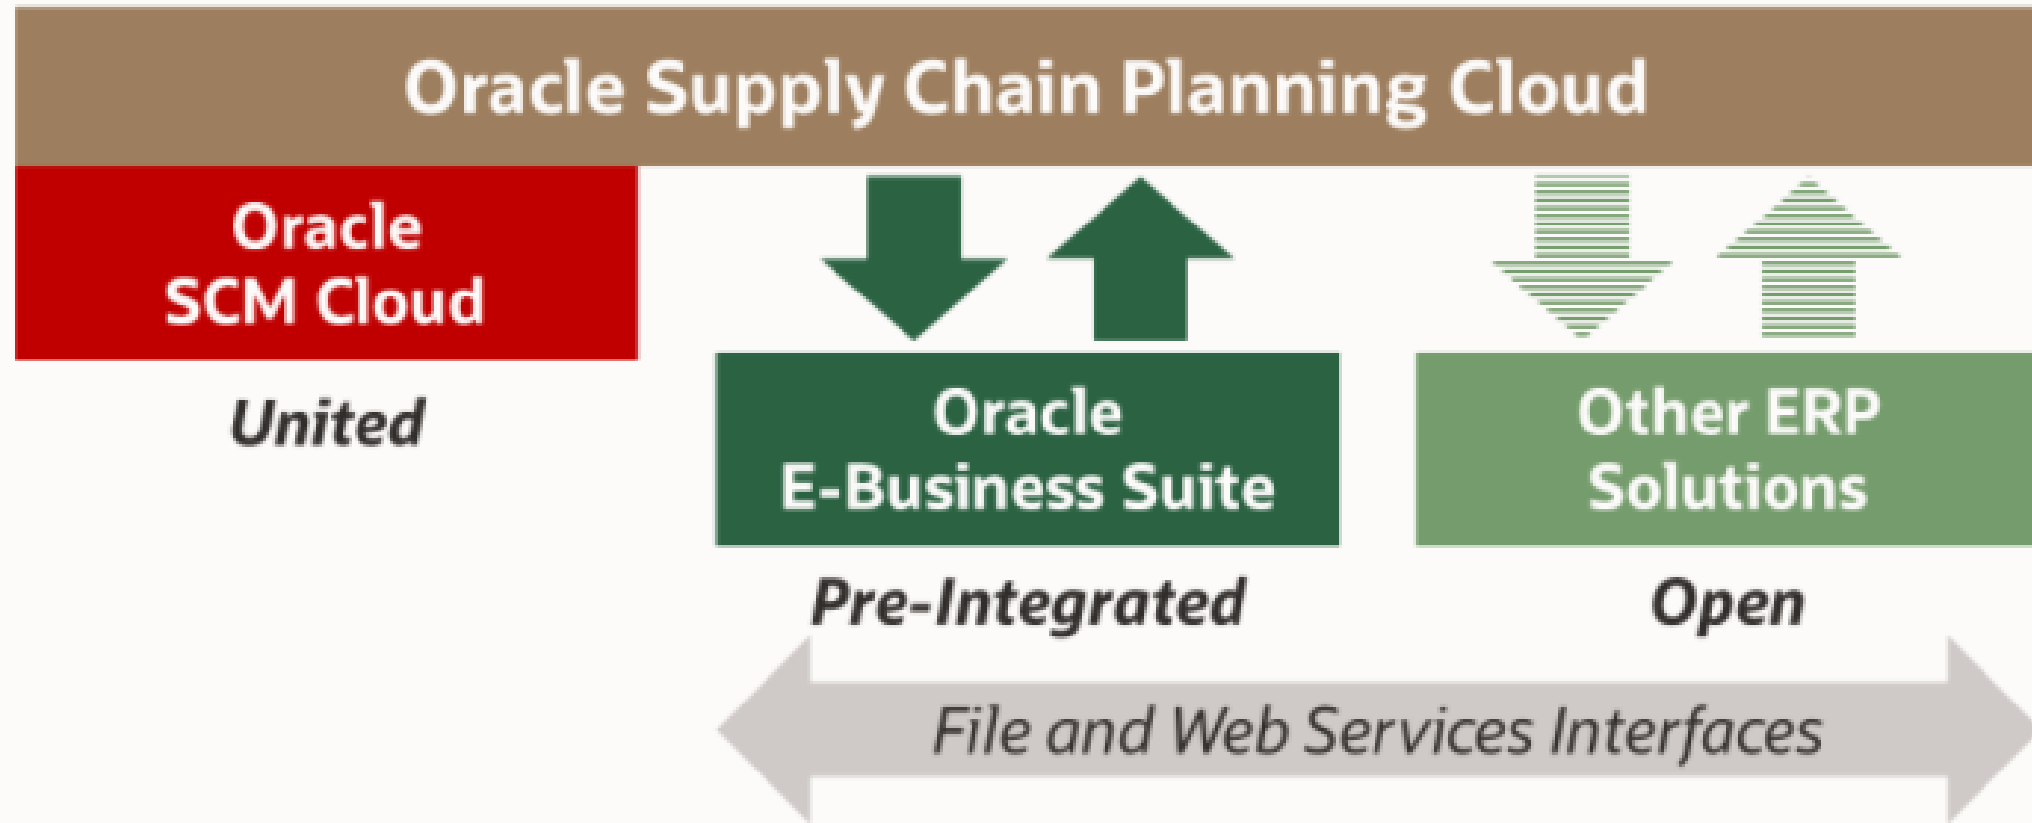 Oracle Supply Chain Planning Cloud
Oracle
SCM Cloud
United
Oracle
E-Business Suite
Pre-Integrated
Other ERP
Solutions
Open
File and Web Services Interfaces